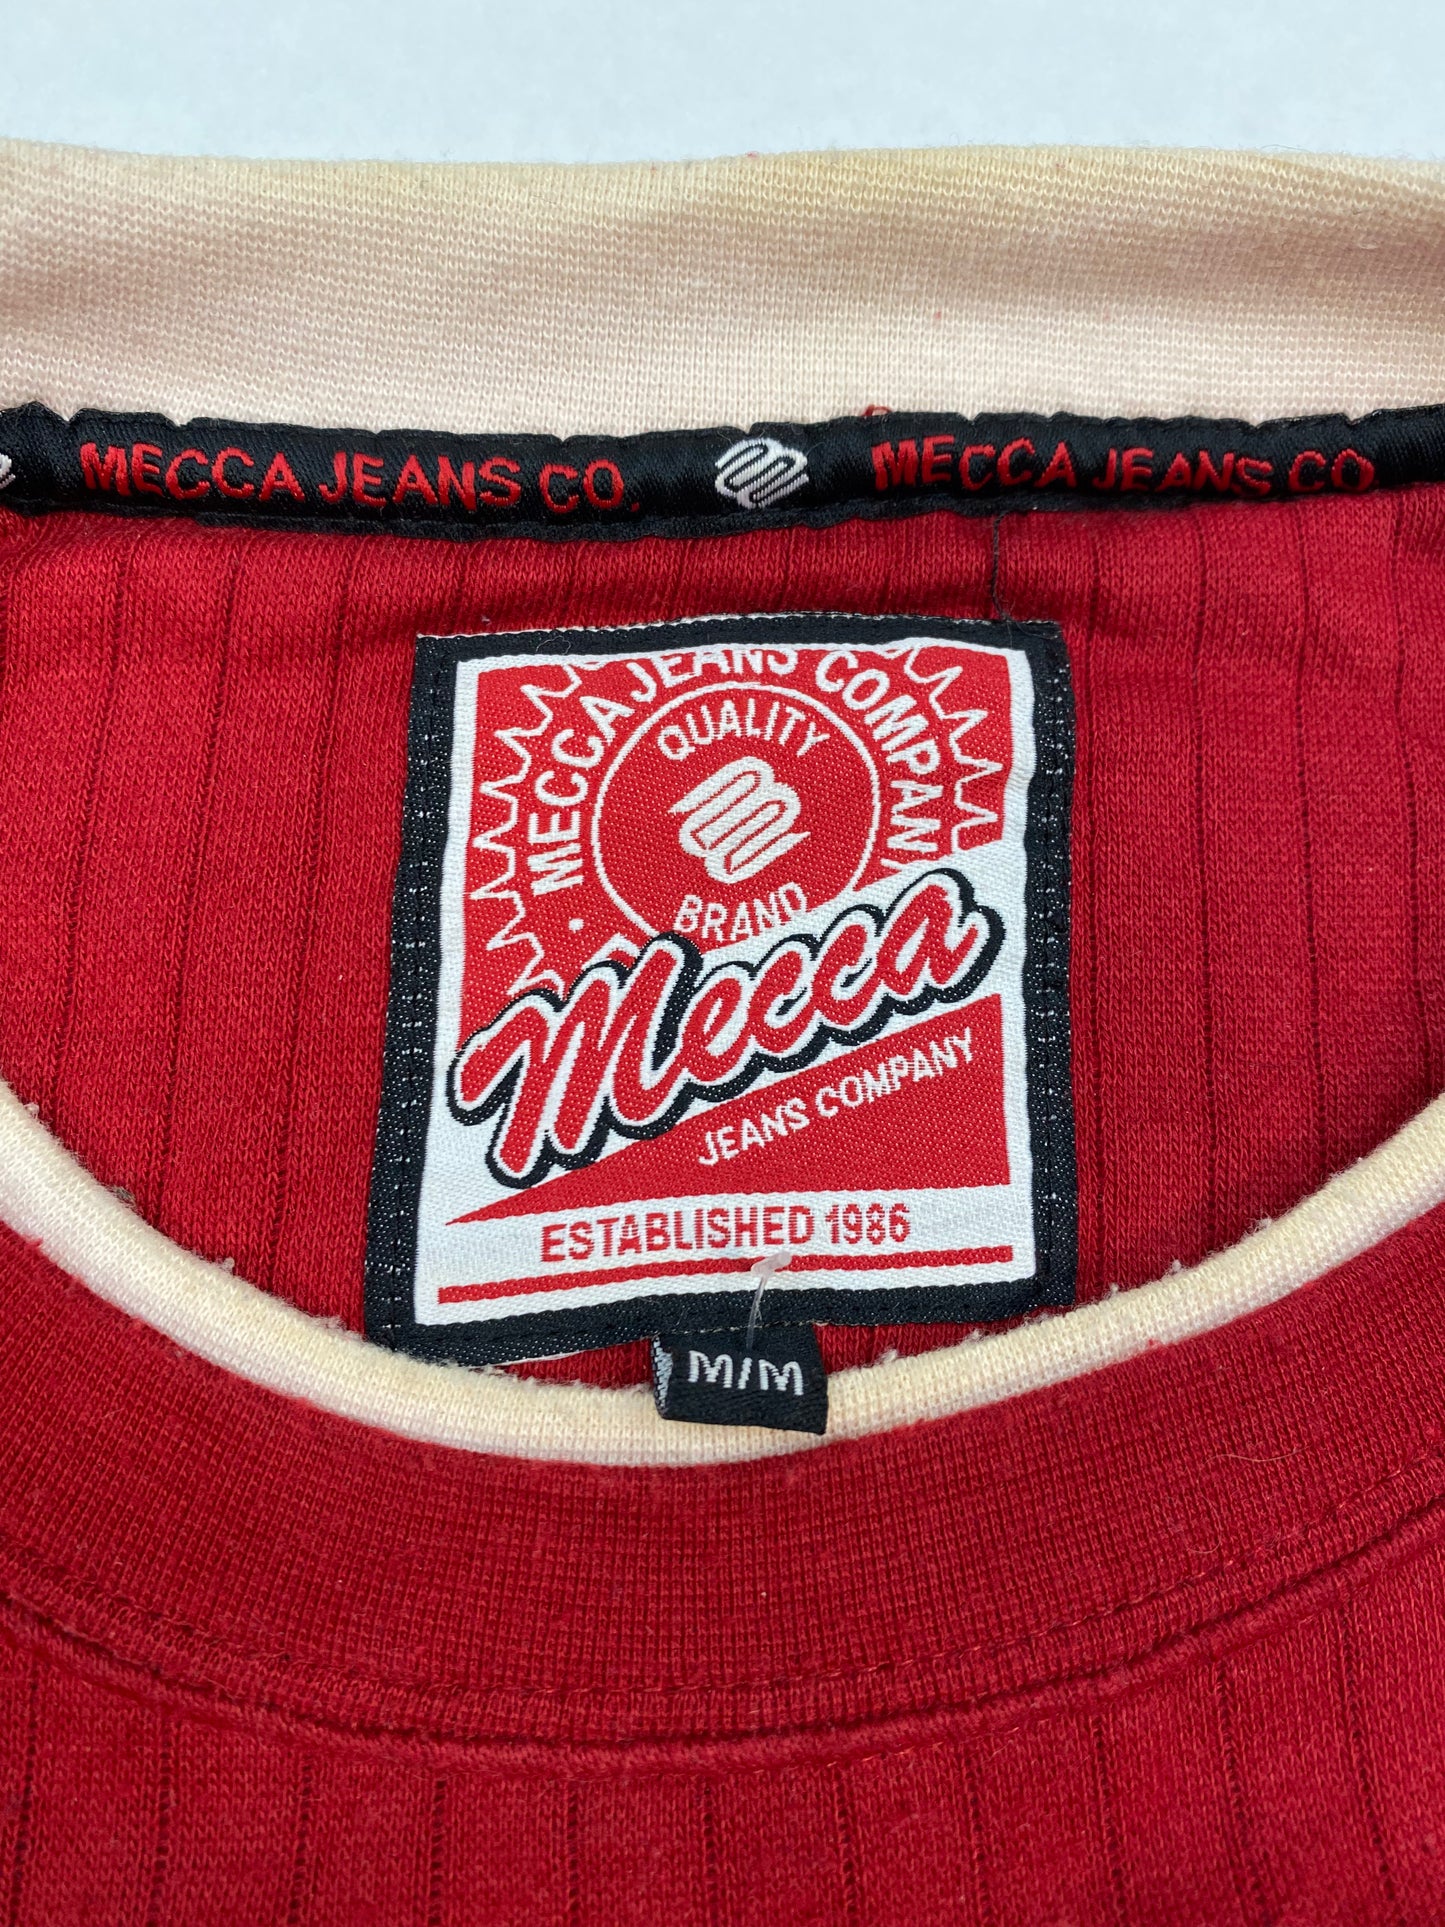 MECCA JEANS CO. MECCA JEANS CO.
· MECCA JEANS COMPANY
QUALITY
BRAND
Mecca
JEANS COMPANY
ESTABLISHED 1986
M/M